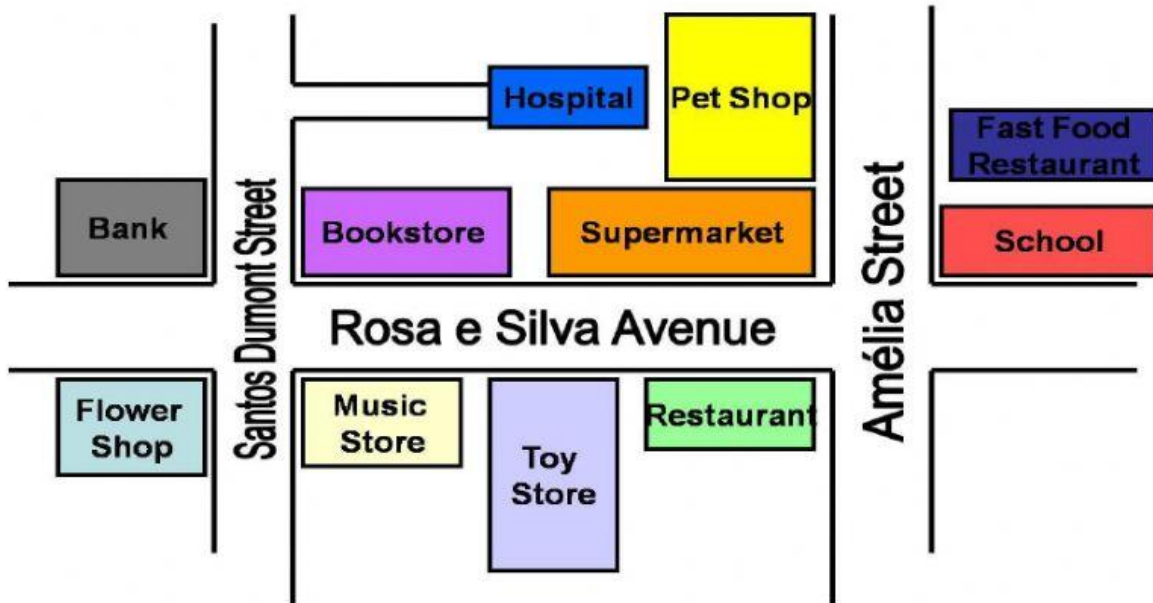 Hospital
Pet Shop
Fast Food
Restaurant
Bank
Bookstore
Supermarket
School
Santos Dumont Street
Rosa e Silva Avenue
Amélia Street
Flower
Shop
Music
Store
Toy
Store
Restaurant